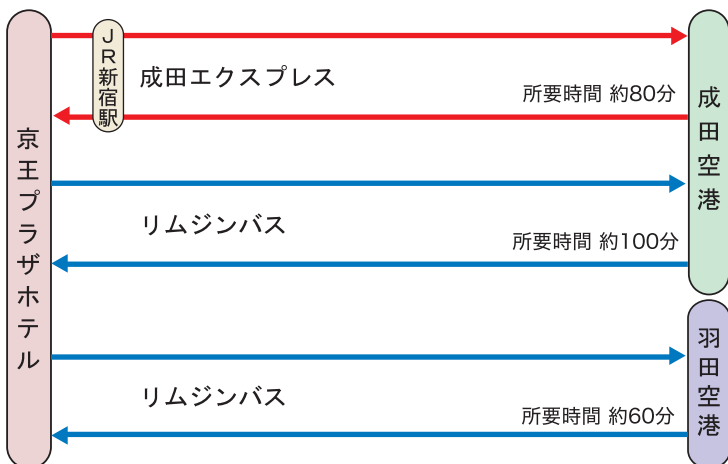 京王プラザホテル
JR新宿駅
成田エクスプレス
所要時間 約80分
リムジンバス
所要時間 約100分
成田空港
リムジンバス
所要時間 約60分
羽田空港